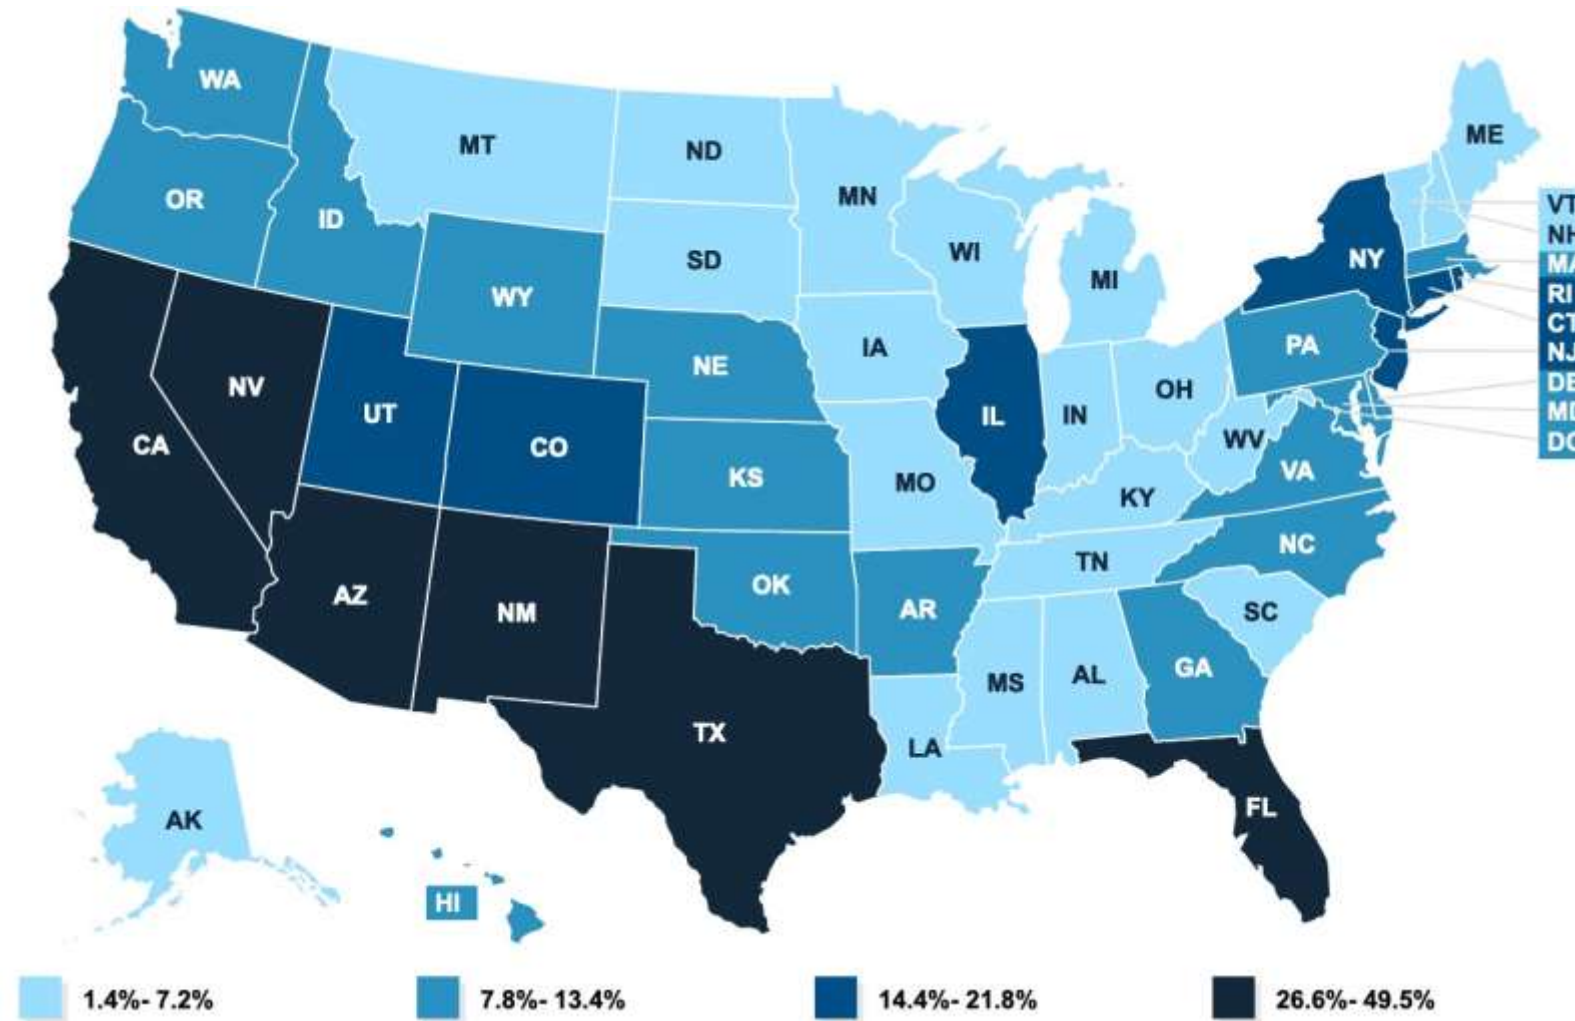 WA
ME
MT
ND
MN
OR
VT
ID
NH
WI
SD
NY
MA
MI
RI
WY
CT
PA
IA
NJ
NE
DE
NV
OH
MD
UT
IL
IN
WV
DC
CA
CO
VA
KS
MO
KY
NC
TN
OK
AZ
AR
NM
SC
GA
AL
MS
TX
LA
FL
AK
HI
1.4%- 7.2%
7.8%- 13.4%
14.4%- 21.8%
26.6%- 49.5%